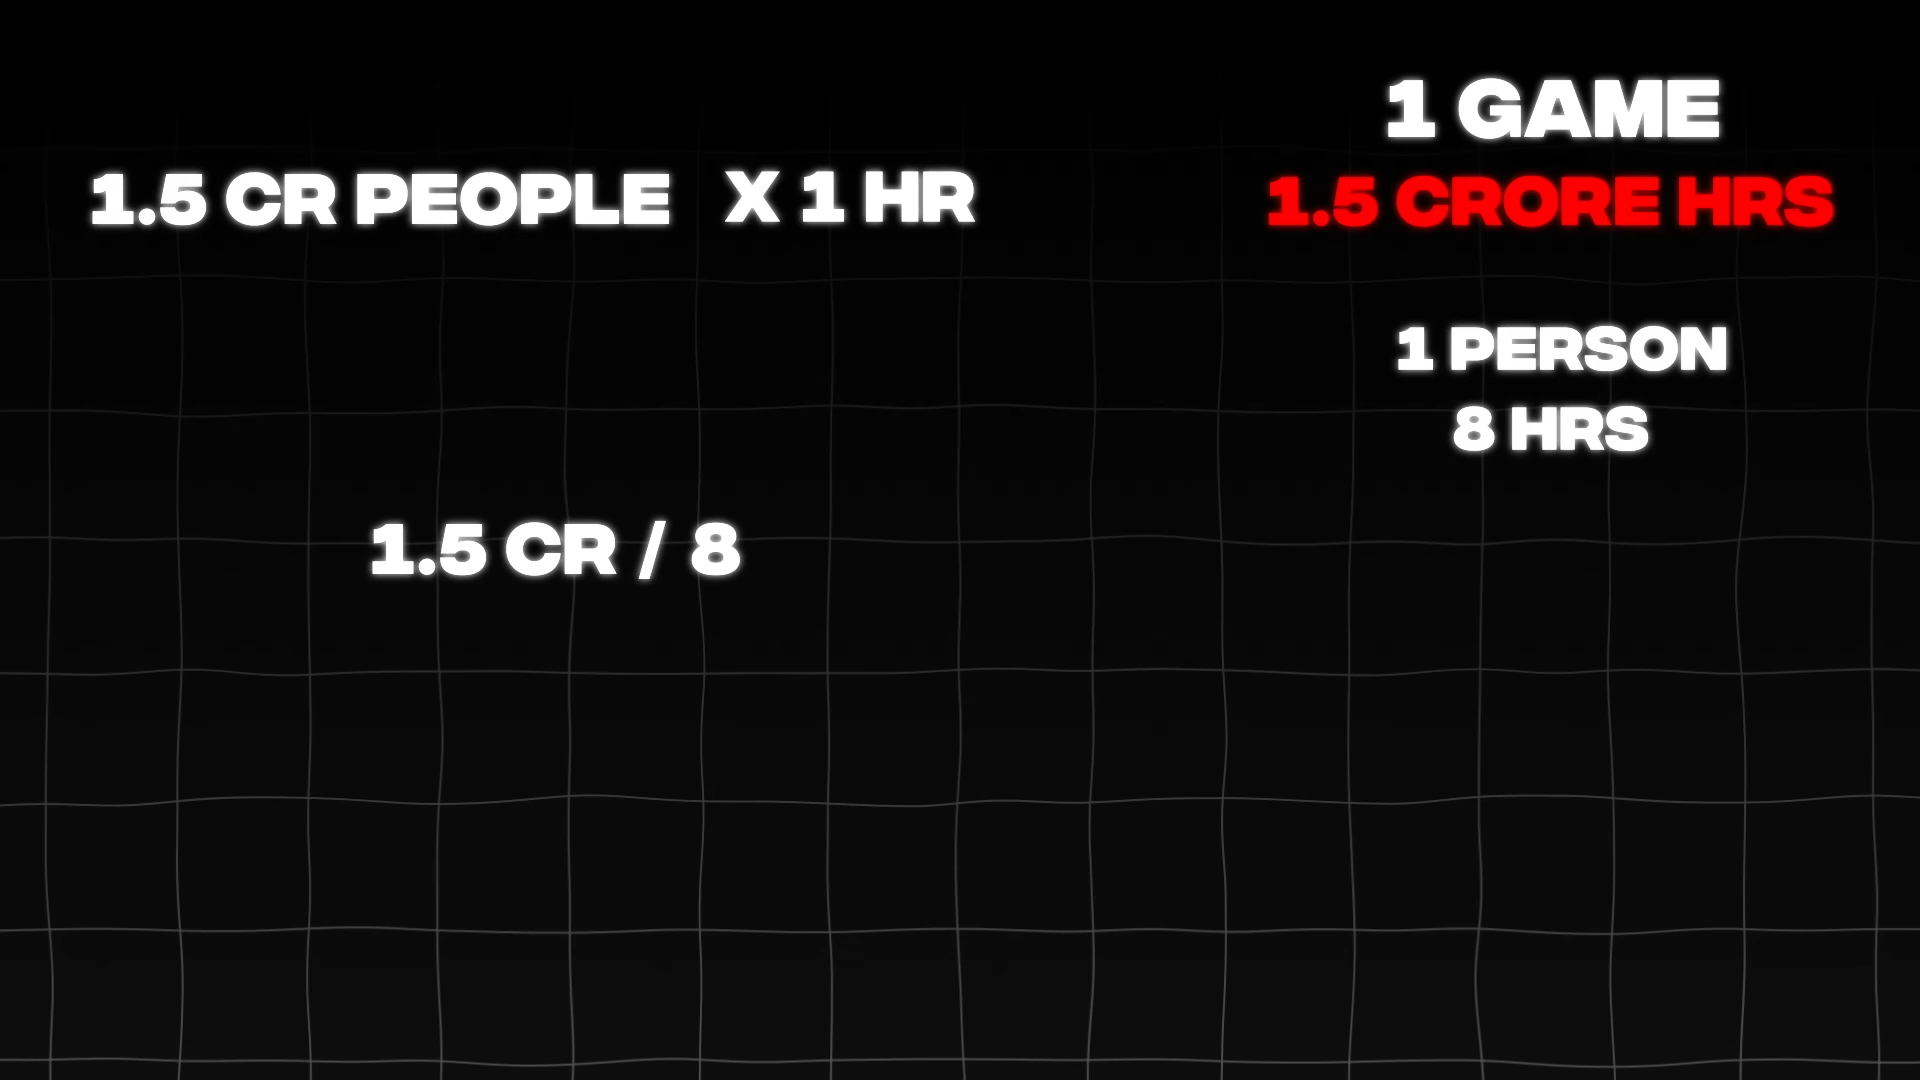 1.5 CR PEOPLE X 1 HR
1 GAME
1.5 CRORE HRS
1 PERSON
8 HRS
1.5 CR / 8